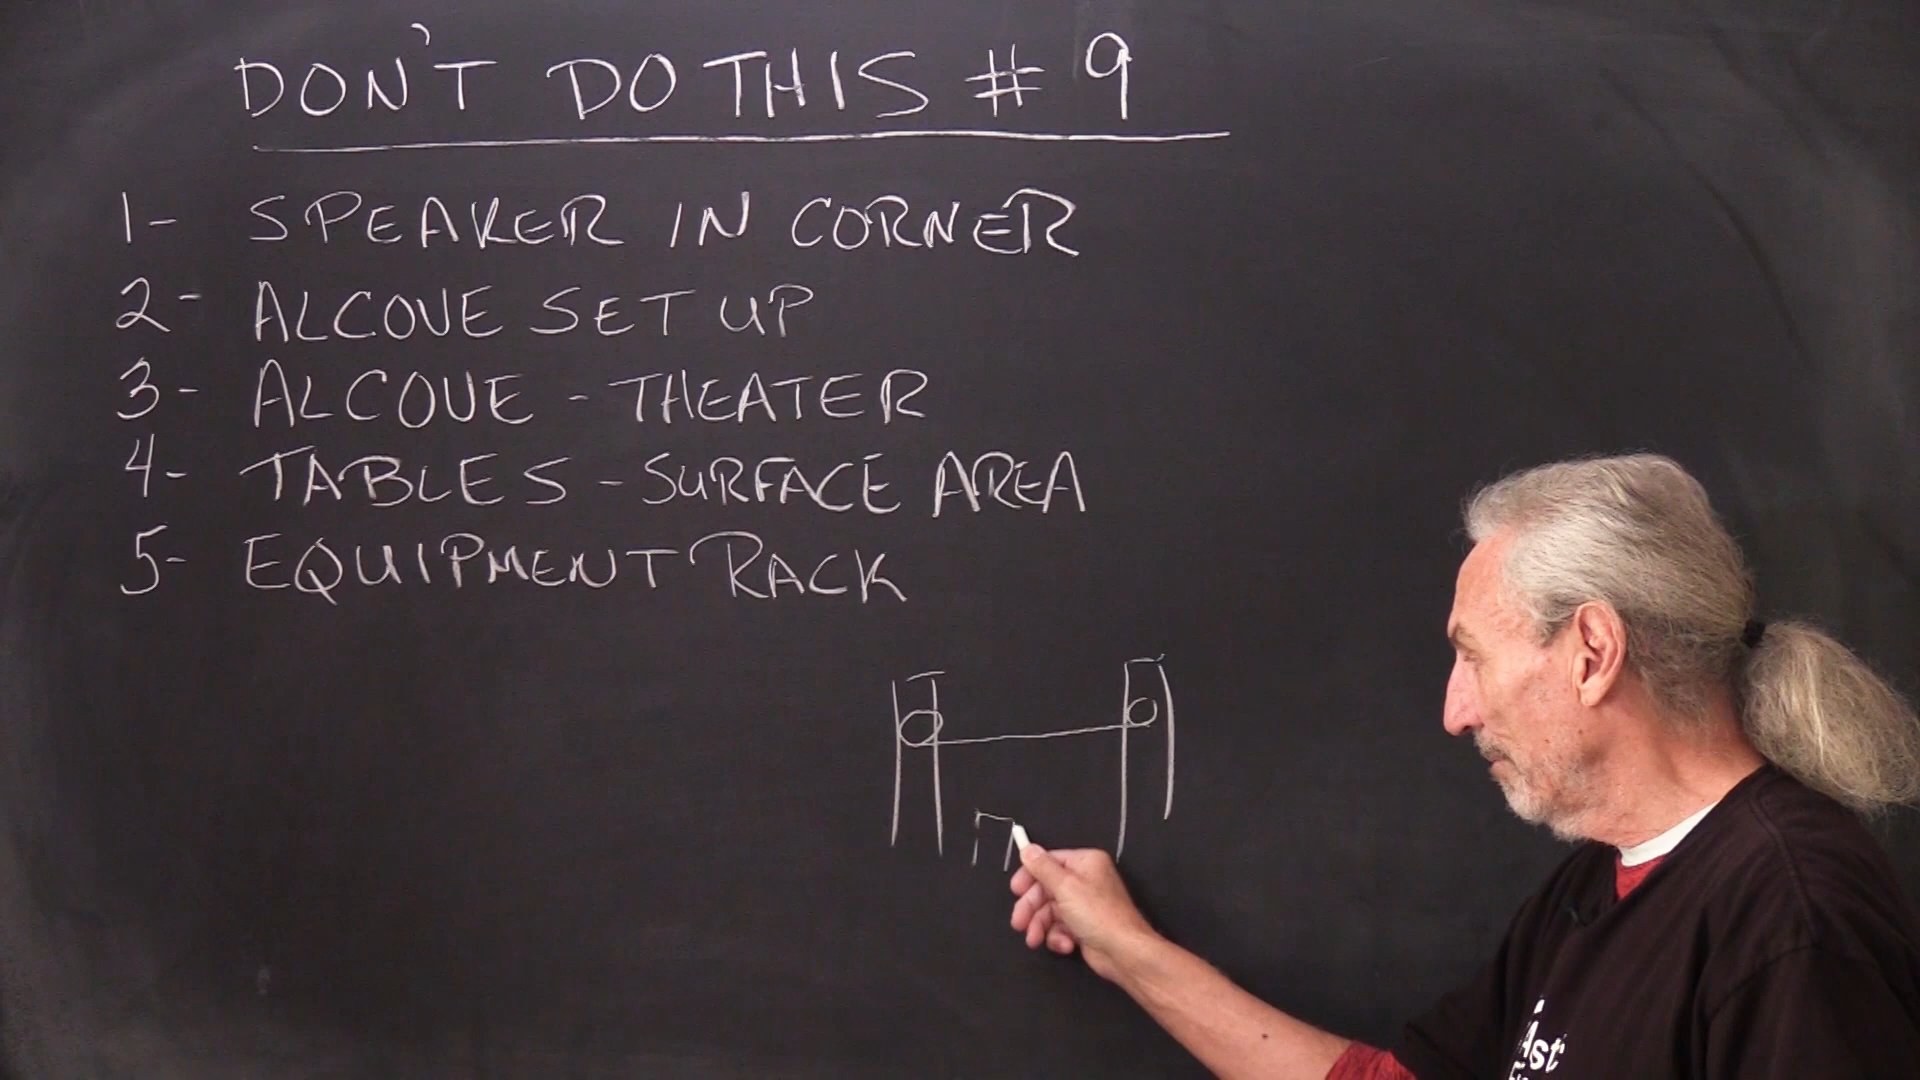 DON'T DO THIS # 9
1- SPEAKER IN CORNER
2- ALCOVE SET UP
3- ALCOVE - THEATER
4- TABLES - SURFACE AREA
5- EQUIPMENT RACK